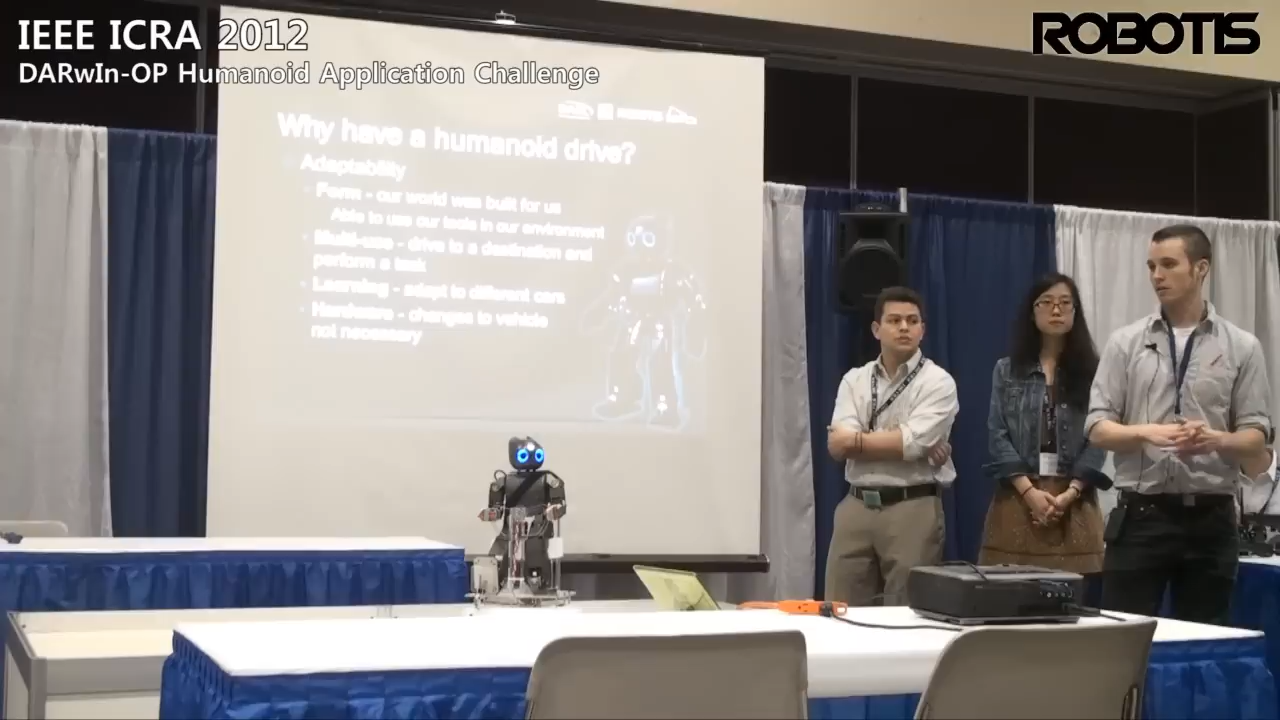 IEEE ICRA 2012
DARwIn-OP Humanoid Application Challenge
ROBOTIS
ROBOTIS
Why have a humanoid drive?
Adaptability
Form - our world was built for us
Able to use our tools in our environment
Multi-use - drive to a destination and
perform a task
Learning - adapt to different cars
Hardware - changes to vehicle
not necessary